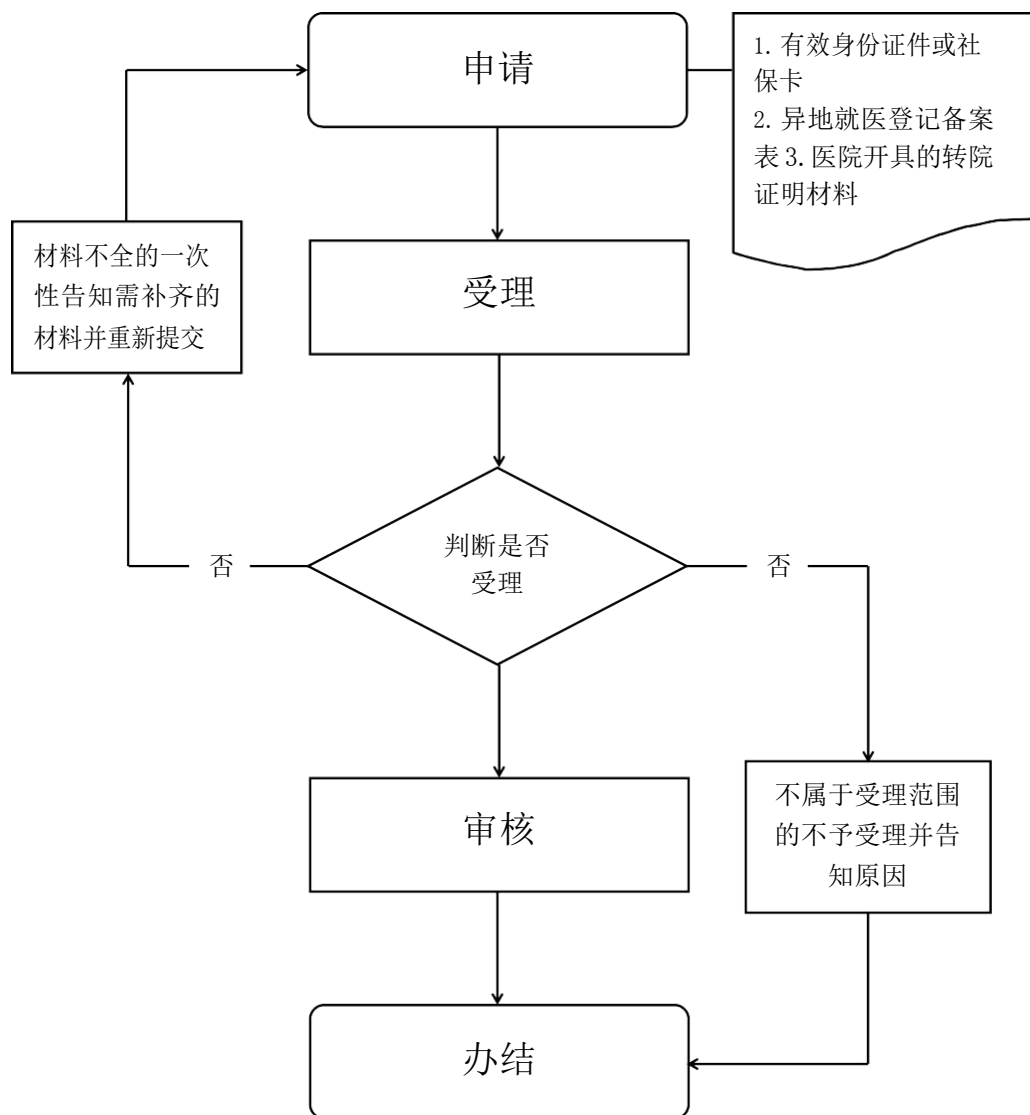 申请
1. 有效身份证件或社
保卡
2. 异地就医登记备案
表 3. 医院开具的转院
证明材料
材料不全的一次
性告知需补齐的
材料并重新提交
受理
判断是否
受理
否
否
审核
不属于受理范围
的不予受理并告
知原因
办结